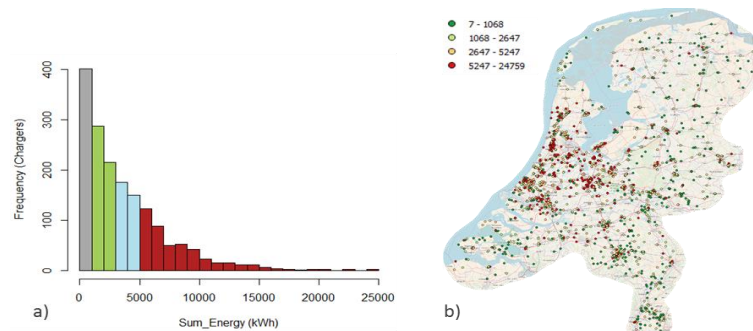 7 - 1068
1068 - 2647
2647 - 5247
5247 - 24759
400
300
200
100
0
Frequency (Chargers)
0 5000 10000 15000 20000 25000
Sum_Energy (kWh)
a)
b)